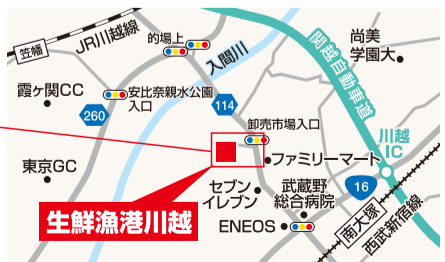 笠幡
JR川越線
的場上
入間川
関越自動車道
尚美
学園大
霞ヶ関CC
安比奈親水公園
入口
260
114
卸売市場入口
川越
IC
ファミリーマート
東京GC
セブン
イレブン
武蔵野
総合病院
16
生鮮漁港川越
ENEOS
南大塚
西武新宿線